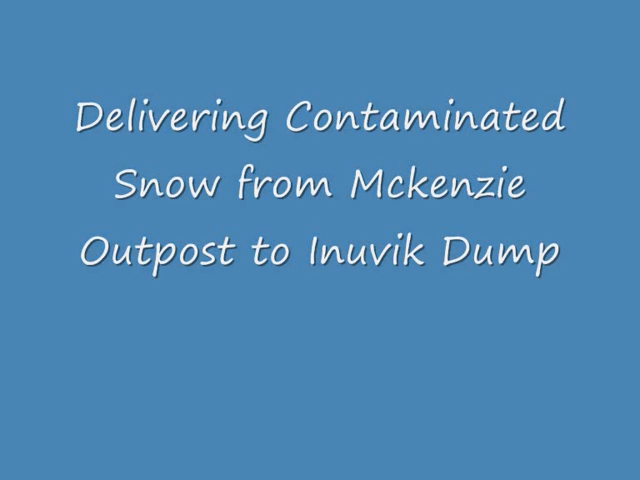 Delivering Contaminated
Snow from Mckenzie
Outpost to Inuvik Dump